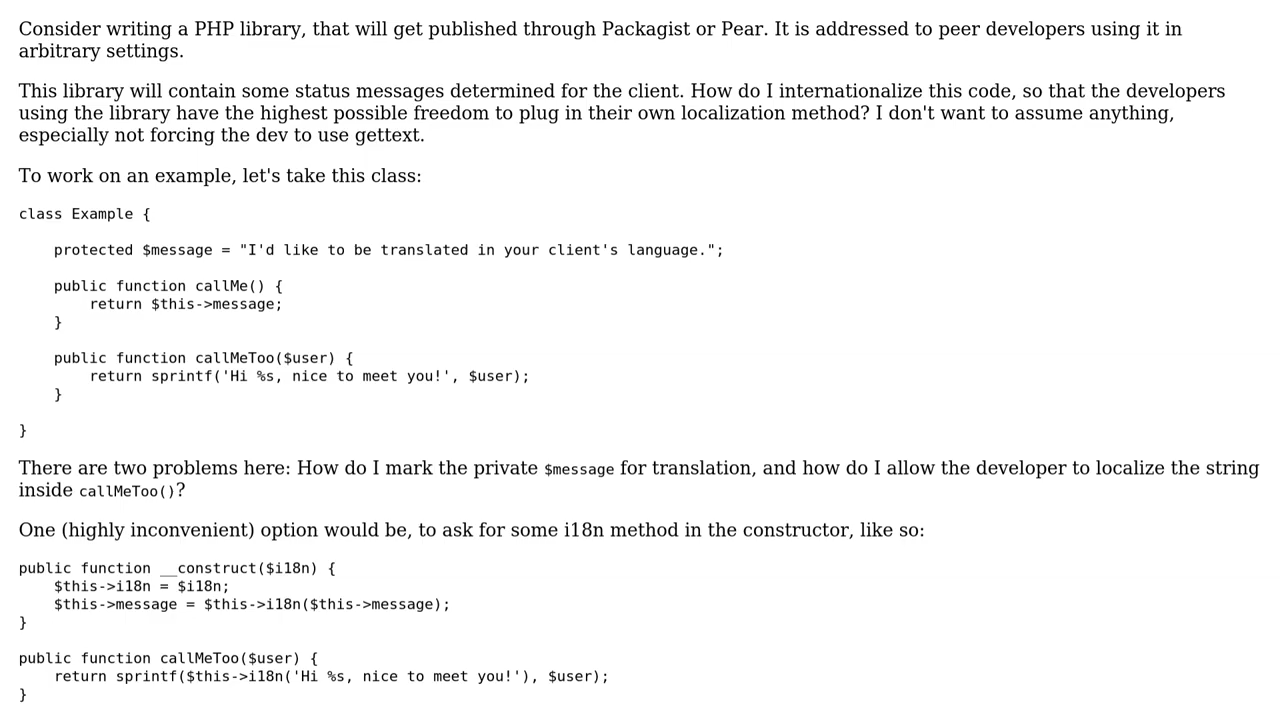 Consider writing a PHP library, that will get published through Packagist or Pear. It is addressed to peer developers using it in
arbitrary settings.
This library will contain some status messages determined for the client. How do I internationalize this code, so that the developers
using the library have the highest possible freedom to plug in their own localization method? I don't want to assume anything,
especially not forcing the dev to use gettext.
To work on an example, let's take this class:
class Example {
    protected $message = "I'd like to be translated in your client's language.";
    public function callMe() {
        return $this->message;
    }
    public function callMeToo($user) {
        return sprintf('Hi %s, nice to meet you!', $user);
    }
}
There are two problems here: How do I mark the private $message for translation, and how do I allow the developer to localize the string
inside callMeToo()?
One (highly inconvenient) option would be, to ask for some i18n method in the constructor, like so:
public function __construct($i18n) {
    $this->i18n = $i18n;
    $this->message = $this->i18n($this->message);
}
public function callMeToo($user) {
    return sprintf($this->i18n('Hi %s, nice to meet you!'), $user);
}